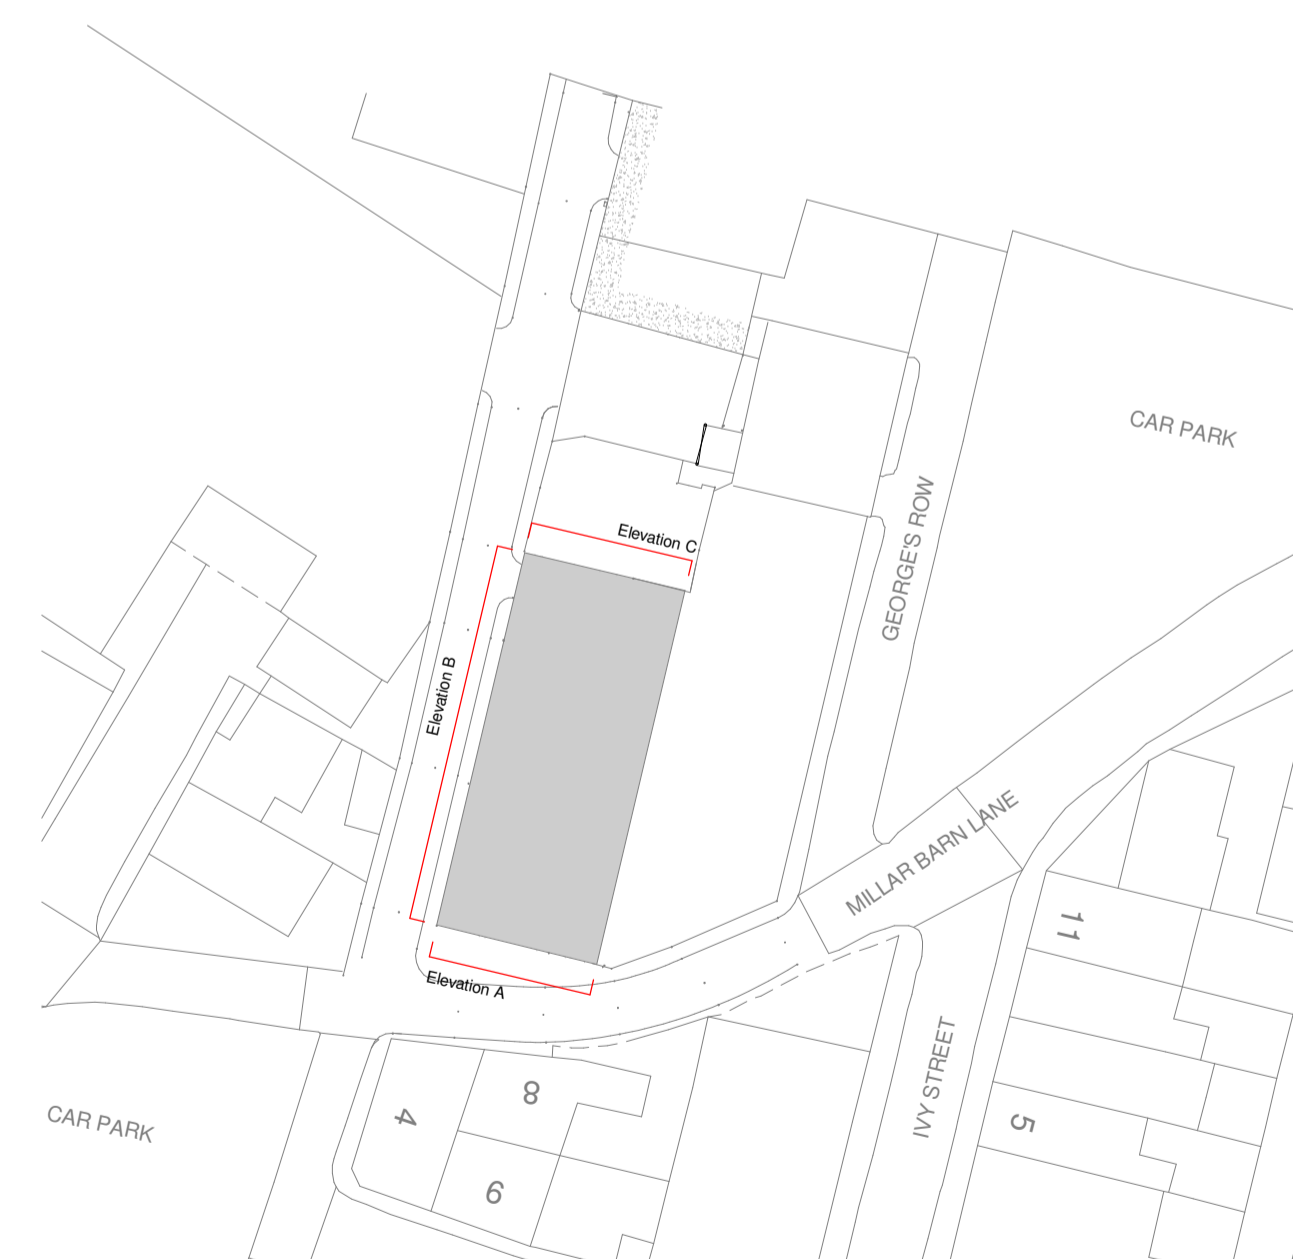 CAR PARK
GEORGE'S ROW
Elevation C
Elevation B
MILLAR BARN LANE
11
Elevation A
IVY STREET
8
4
CAR PARK
5
6